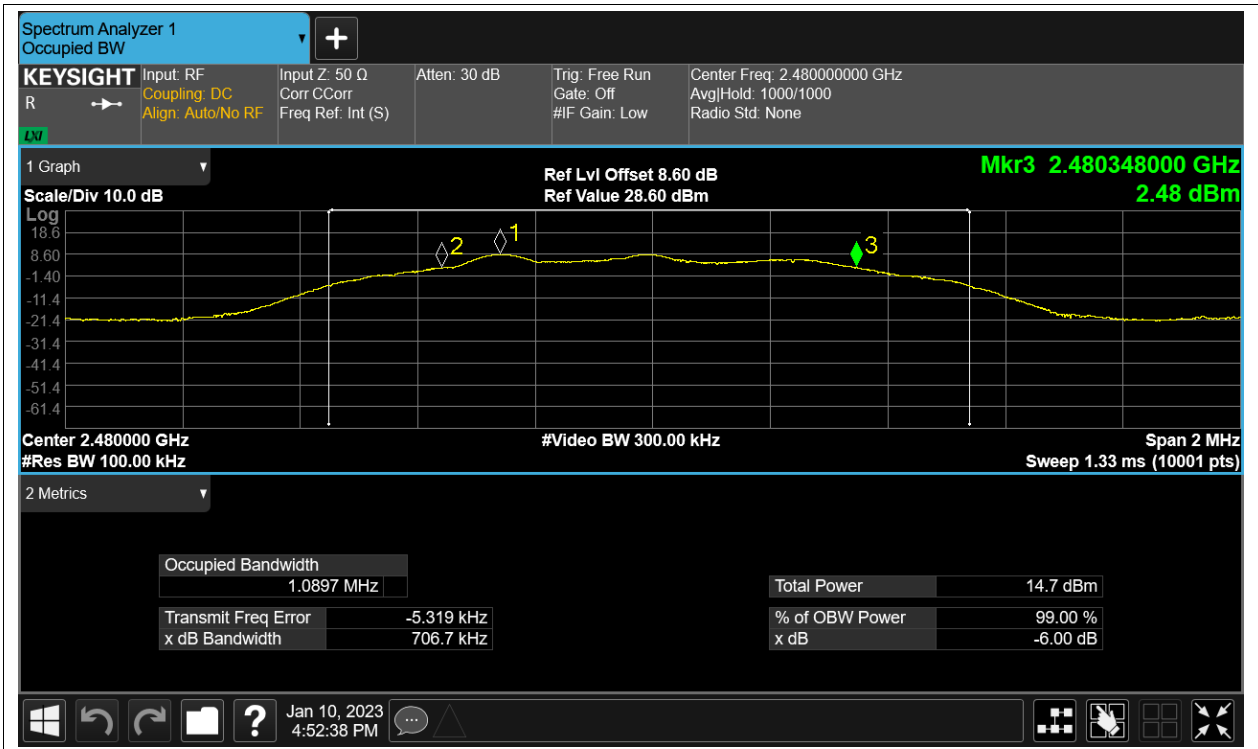 Spectrum Analyzer 1
Occupied BW
KEYSIGHT
R
LXI
Input: RF
Coupling: DC
Align: Auto/No RF
Input Z: 50 Ω
Corr CCorr
Freq Ref: Int (S)
Atten: 30 dB
Trig: Free Run
Gate: Off
#IF Gain: Low
Center Freq: 2.480000000 GHz
Avg|Hold: 1000/1000
Radio Std: None
1 Graph
Scale/Div 10.0 dB
Ref Lvl Offset 8.60 dB
Ref Value 28.60 dBm
Mkr3 2.480348000 GHz
2.48 dBm
Log
18.6
8.60
-1.40
-11.4
-21.4
-31.4
-41.4
-51.4
-61.4
2
1
3
Center 2.480000 GHz
#Video BW 300.00 kHz
Span 2 MHz
#Res BW 100.00 kHz
Sweep 1.33 ms (10001 pts)
2 Metrics
Occupied Bandwidth
1.0897 MHz
Transmit Freq Error -5.319 kHz
x dB Bandwidth 706.7 kHz
Total Power 14.7 dBm
% of OBW Power 99.00 %
x dB -6.00 dB
?
Jan 10, 2023
4:52:38 PM